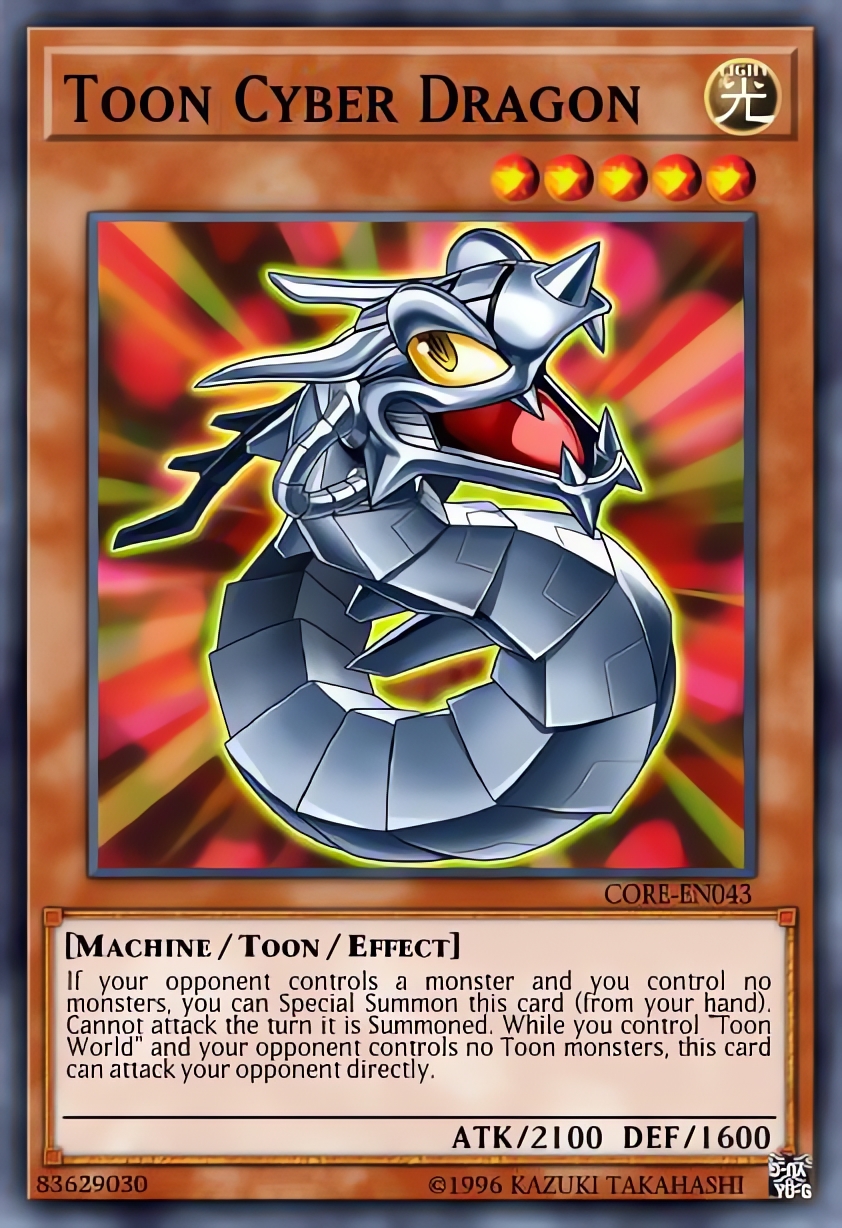 Toon Cyber Dragon
光
CORE-EN043
[Machine / Toon / Effect]
If your opponent controls a monster and you control no
monsters, you can Special Summon this card (from your hand).
Cannot attack the turn it is Summoned. While you control "Toon
World" and your opponent controls no Toon monsters, this card
can attack your opponent directly.
ATK/2100 DEF/1600
83629030
©1996 KAZUKI TAKAHASHI